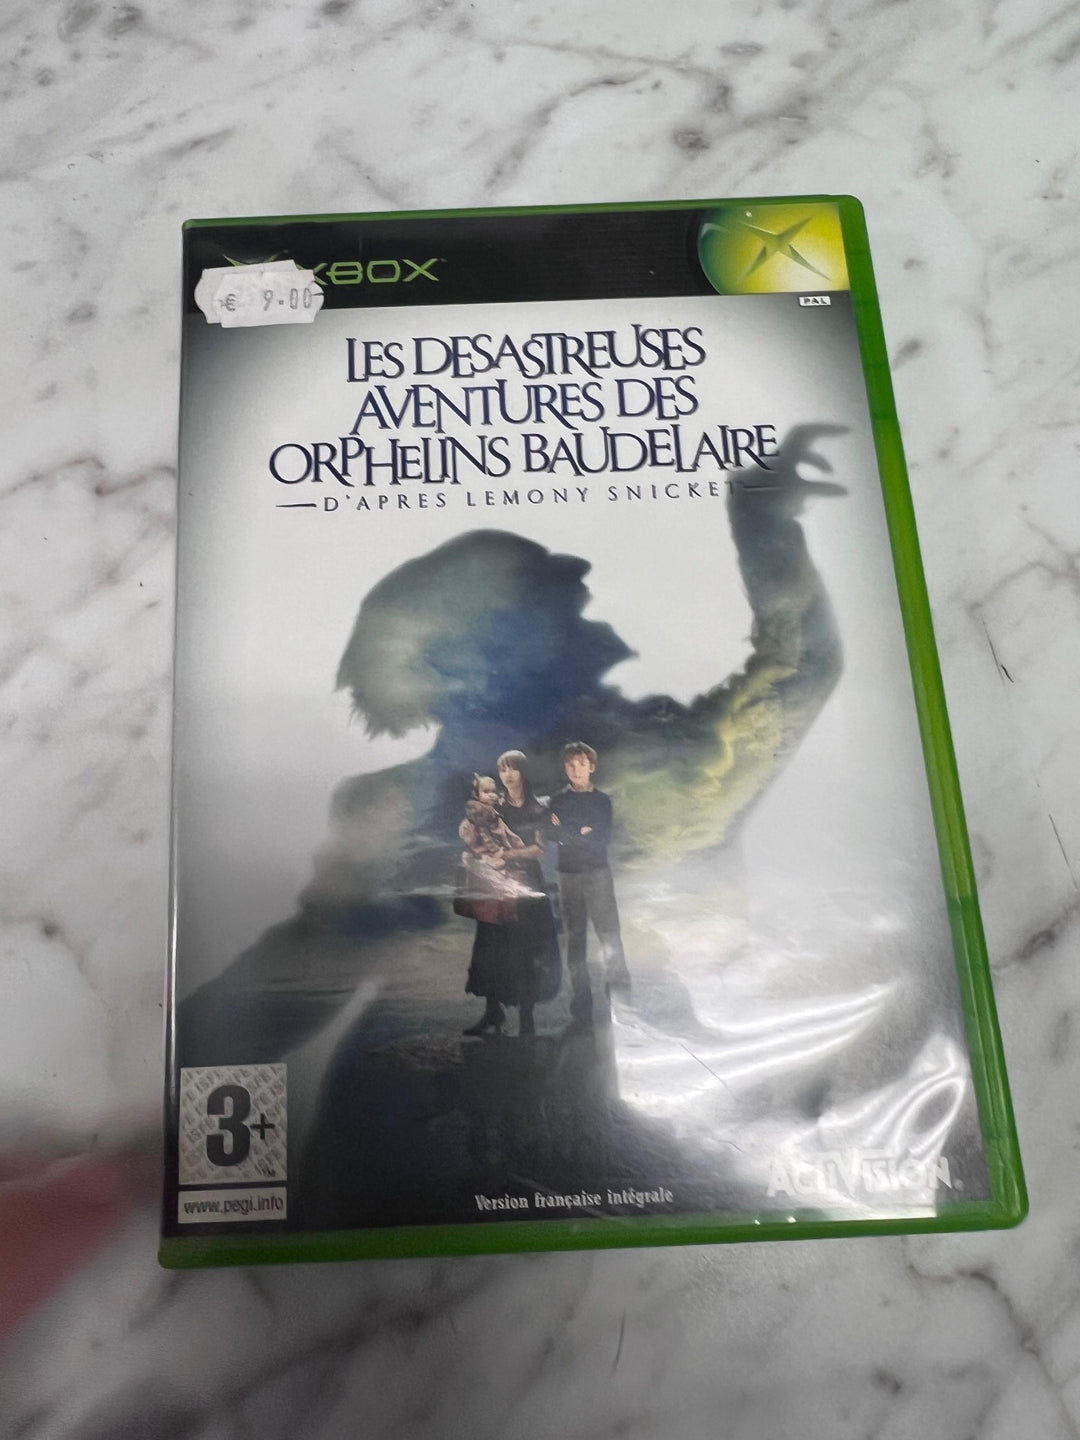 XBOX
€ 9.00
PAL
LES DESASTREUSES
AVENTURES DES
ORPHELINS BAUDELAIRE
D'APRES LEMONY SNICKET
3+
www.pegi.info
Version française intégrale
ACTIVISION.